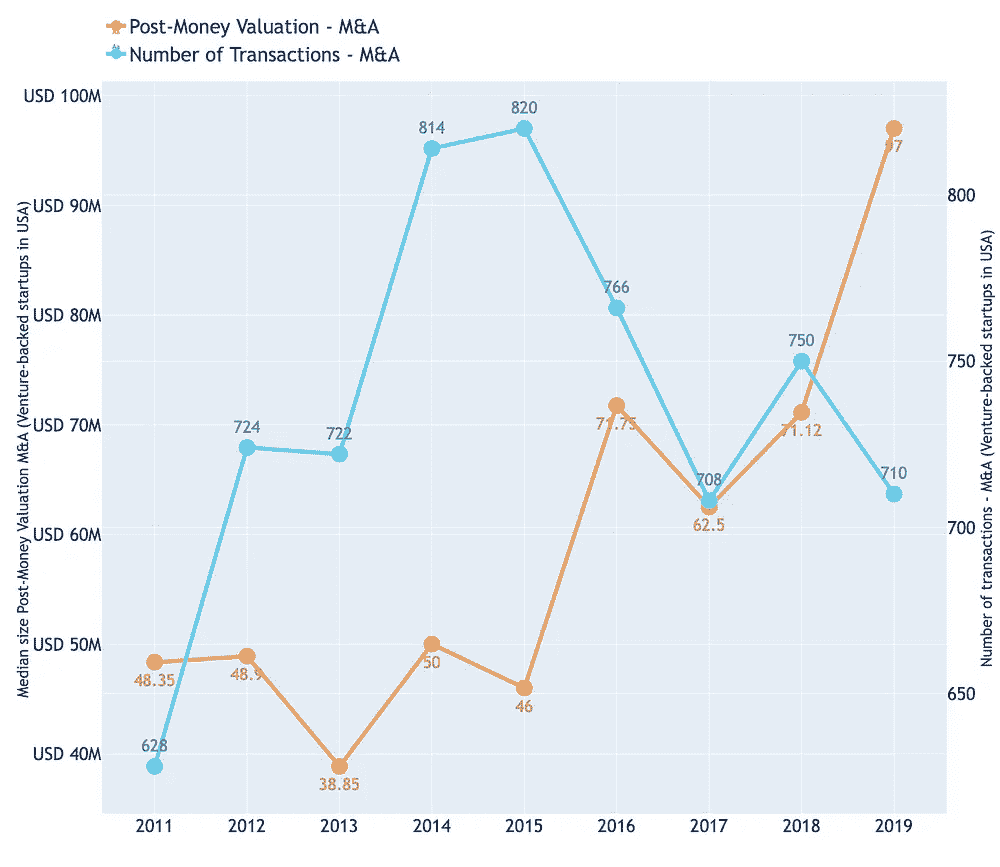 Post-Money Valuation - M&A
Number of Transactions - M&A
USD 100M
USD 90M
USD 80M
USD 70M
USD 60M
USD 50M
USD 40M
Median size Post-Money Valuation M&A (Venture-backed startups in USA)
628
724
722
814
820
766
708
750
710
48.35
48.9
38.85
50
46
71.75
62.5
71.12
97
800
750
700
650
Number of transactions - M&A (Venture-backed startups in USA)
2011 2012 2013 2014 2015 2016 2017 2018 2019